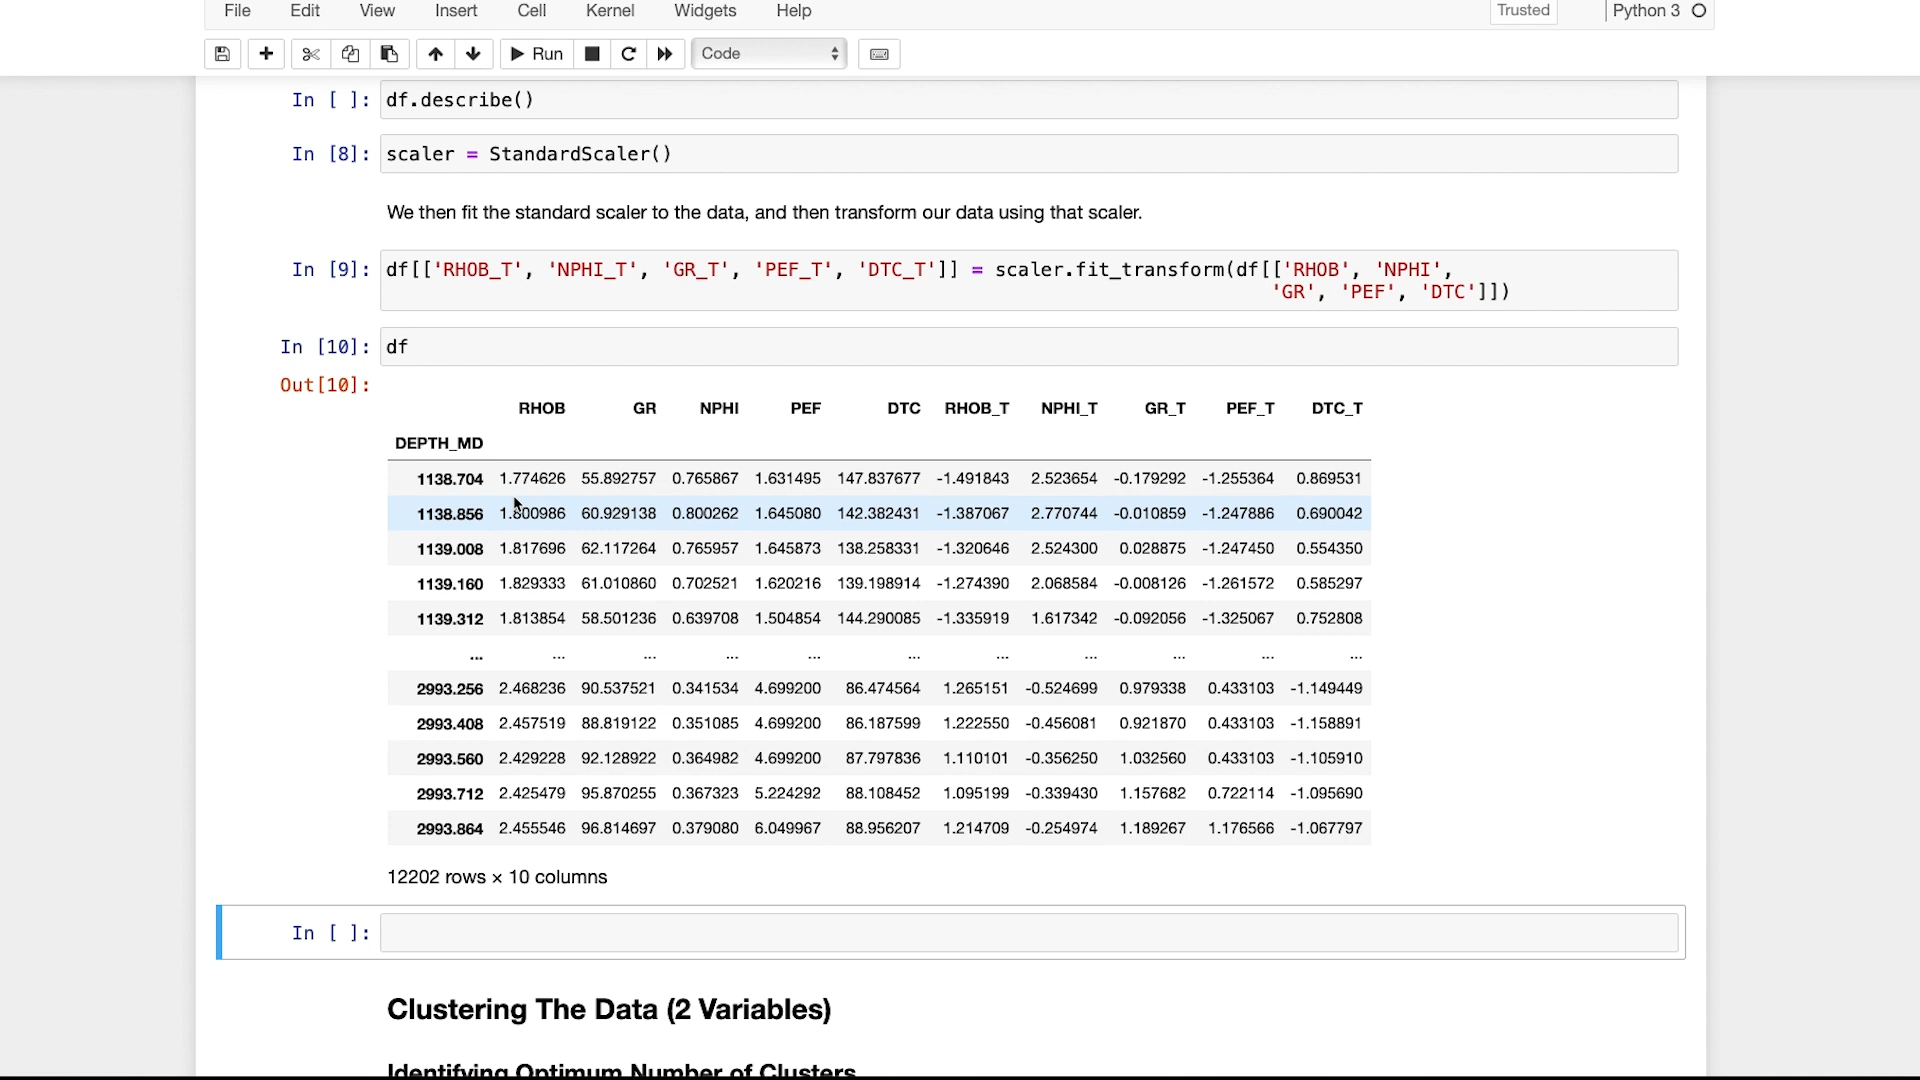 File Edit View Insert Cell Kernel Widgets Help Trusted Python 3
Run Code
In [ ]: df.describe()
In [8]: scaler = StandardScaler()
We then fit the standard scaler to the data, and then transform our data using that scaler.
In [9]: df[['RHOB_T', 'NPHI_T', 'GR_T', 'PEF_T', 'DTC_T']] = scaler.fit_transform(df[['RHOB', 'NPHI',
'GR', 'PEF', 'DTC']])
In [10]: df
Out[10]:
RHOB GR NPHI PEF DTC RHOB_T NPHI_T GR_T PEF_T DTC_T
DEPTH_MD
1138.704 1.774626 55.892757 0.765867 1.631495 147.837677 -1.491843 2.523654 -0.179292 -1.255364 0.869531
1138.856 1.800986 60.929138 0.800262 1.645080 142.382431 -1.387067 2.770744 -0.010859 -1.247886 0.690042
1139.008 1.817696 62.117264 0.765957 1.645873 138.258331 -1.320646 2.524300 0.028875 -1.247450 0.554350
1139.160 1.829333 61.010860 0.702521 1.620216 139.198914 -1.274390 2.068584 -0.008126 -1.261572 0.585297
1139.312 1.813854 58.501236 0.639708 1.504854 144.290085 -1.335919 1.617342 -0.092056 -1.325067 0.752808
... ... ... ... ... ... ... ... ... ... ...
2993.256 2.468236 90.537521 0.341534 4.699200 86.474564 1.265151 -0.524699 0.979338 0.433103 -1.149449
2993.408 2.457519 88.819122 0.351085 4.699200 86.187599 1.222550 -0.456081 0.921870 0.433103 -1.158891
2993.560 2.429228 92.128922 0.364982 4.699200 87.797836 1.110101 -0.356250 1.032560 0.433103 -1.105910
2993.712 2.425479 95.870255 0.367323 5.224292 88.108452 1.095199 -0.339430 1.157682 0.722114 -1.095690
2993.864 2.455546 96.814697 0.379080 6.049967 88.956207 1.214709 -0.254974 1.189267 1.176566 -1.067797
12202 rows × 10 columns
In [ ]:
Clustering The Data (2 Variables)
Identifying Optimum Number of Clusters